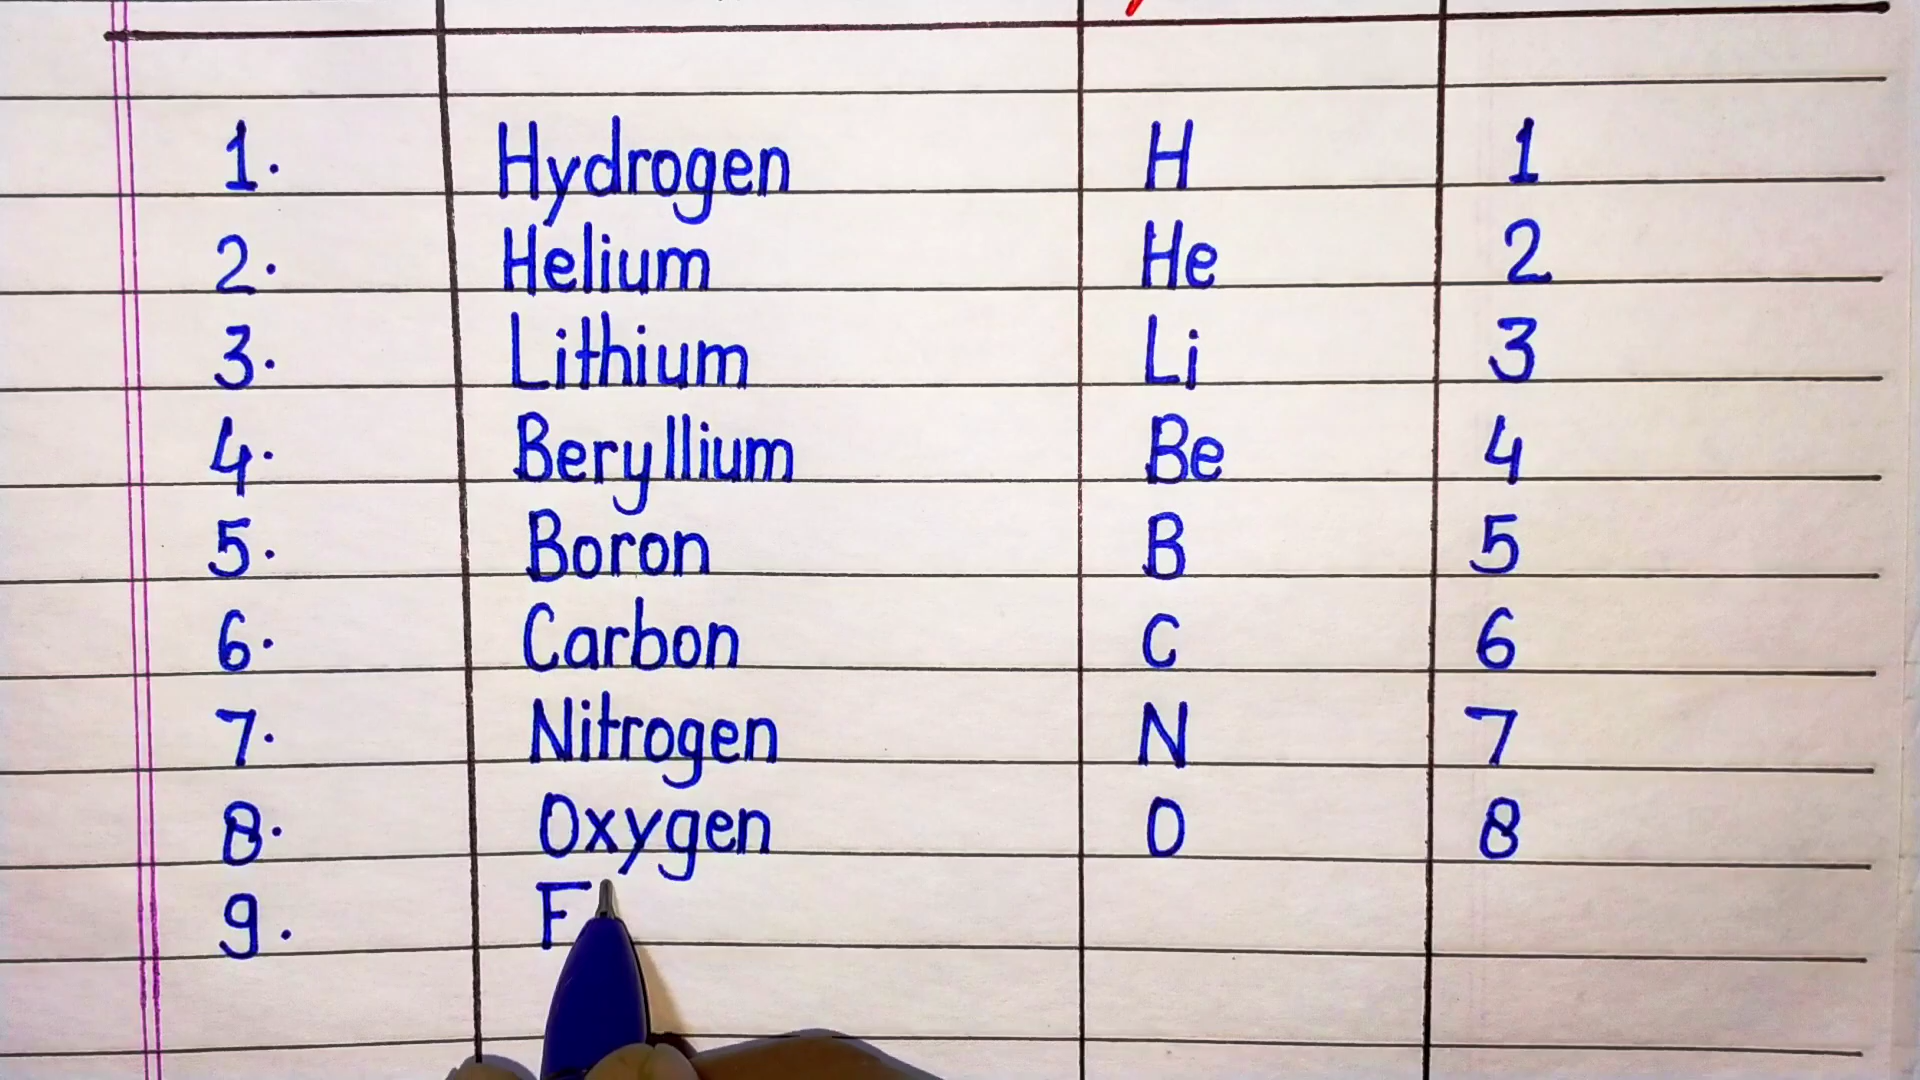 1. Hydrogen H 1
2. Helium He 2
3. Lithium Li 3
4. Beryllium Be 4
5. Boron B 5
6. Carbon C 6
7. Nitrogen N 7
8. Oxygen O 8
9. F